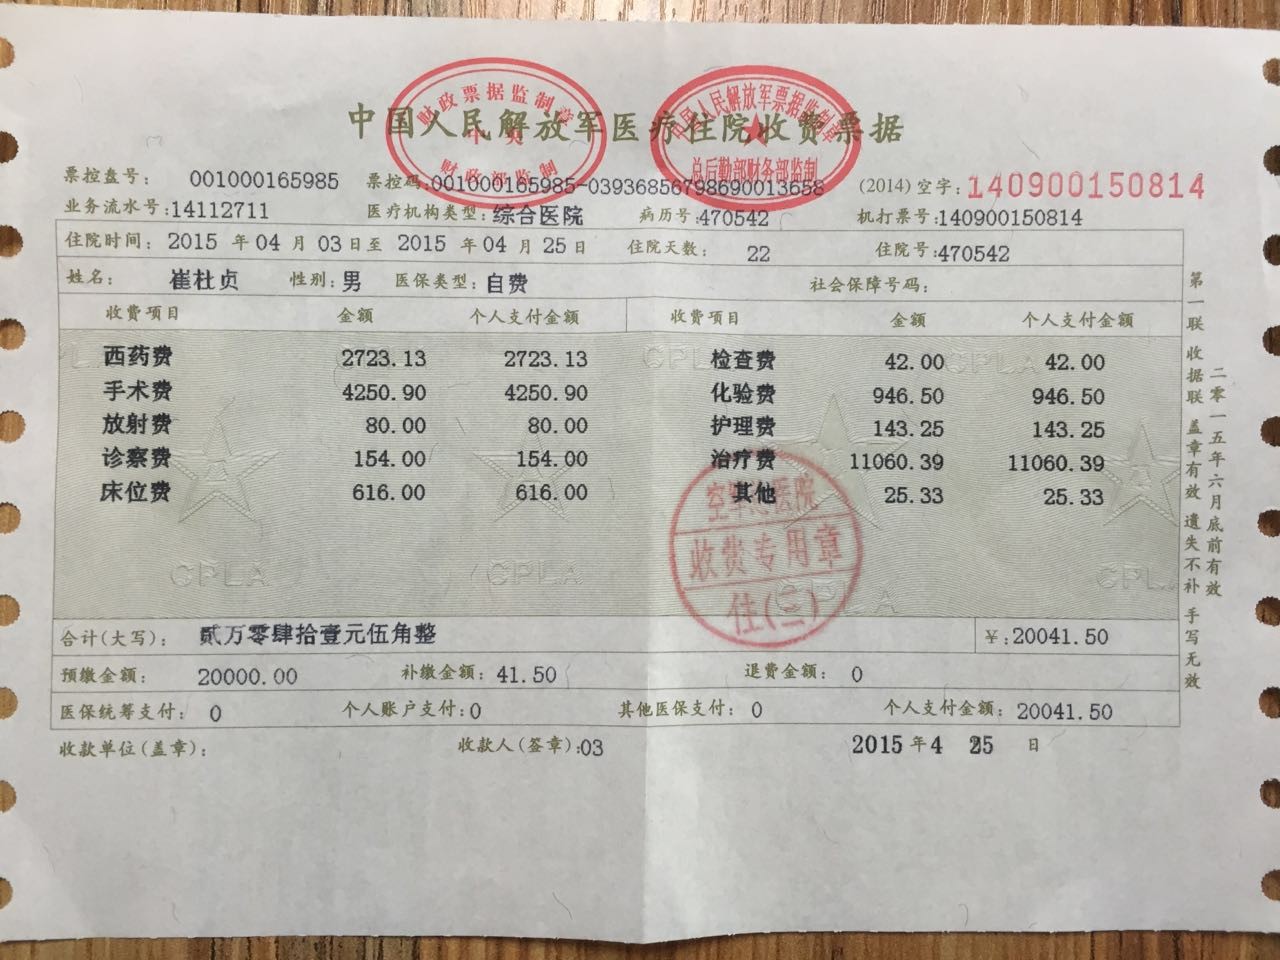 中国人民解放军医疗住院收费票据
财政票据监制章
财政部监制
中国人民解放军票据监制章
总后勤部财务部监制
票控盘号： 001000165985 票控码:001000165985-03936856798690013658 (2014)空字:140900150814
业务流水号:14112711 医疗机构类型:综合医院 病历号:470542 机打票号:140900150814
住院时间: 2015 年 04 月 03 日至 2015 年 04 月 25 日 住院天数: 22 住院号:470542
姓名: 崔杜贞 性别:男 医保类型:自费 社会保障号码:
收费项目 金额 个人支付金额 收费项目 金额 个人支付金额
西药费 2723.13 2723.13 检查费 42.00 42.00
手术费 4250.90 4250.90 化验费 946.50 946.50
放射费 80.00 80.00 护理费 143.25 143.25
诊察费 154.00 154.00 治疗费 11060.39 11060.39
床位费 616.00 616.00 其他 25.33 25.33
CPLA CPLA CPLA
收费专用章
合计(大写): 贰万零肆拾壹元伍角整 ¥:20041.50
预缴金额: 20000.00 补缴金额:41.50 退费金额: 0
医保统筹支付: 0 个人账户支付:0 其他医保支付: 0 个人支付金额: 20041.50
收款单位(盖章): 收款人(签章):03 2015 年 4 25 日
第一联 收据联 盖章有效 遗失不补 手写无效
二零一五年六月底前有效